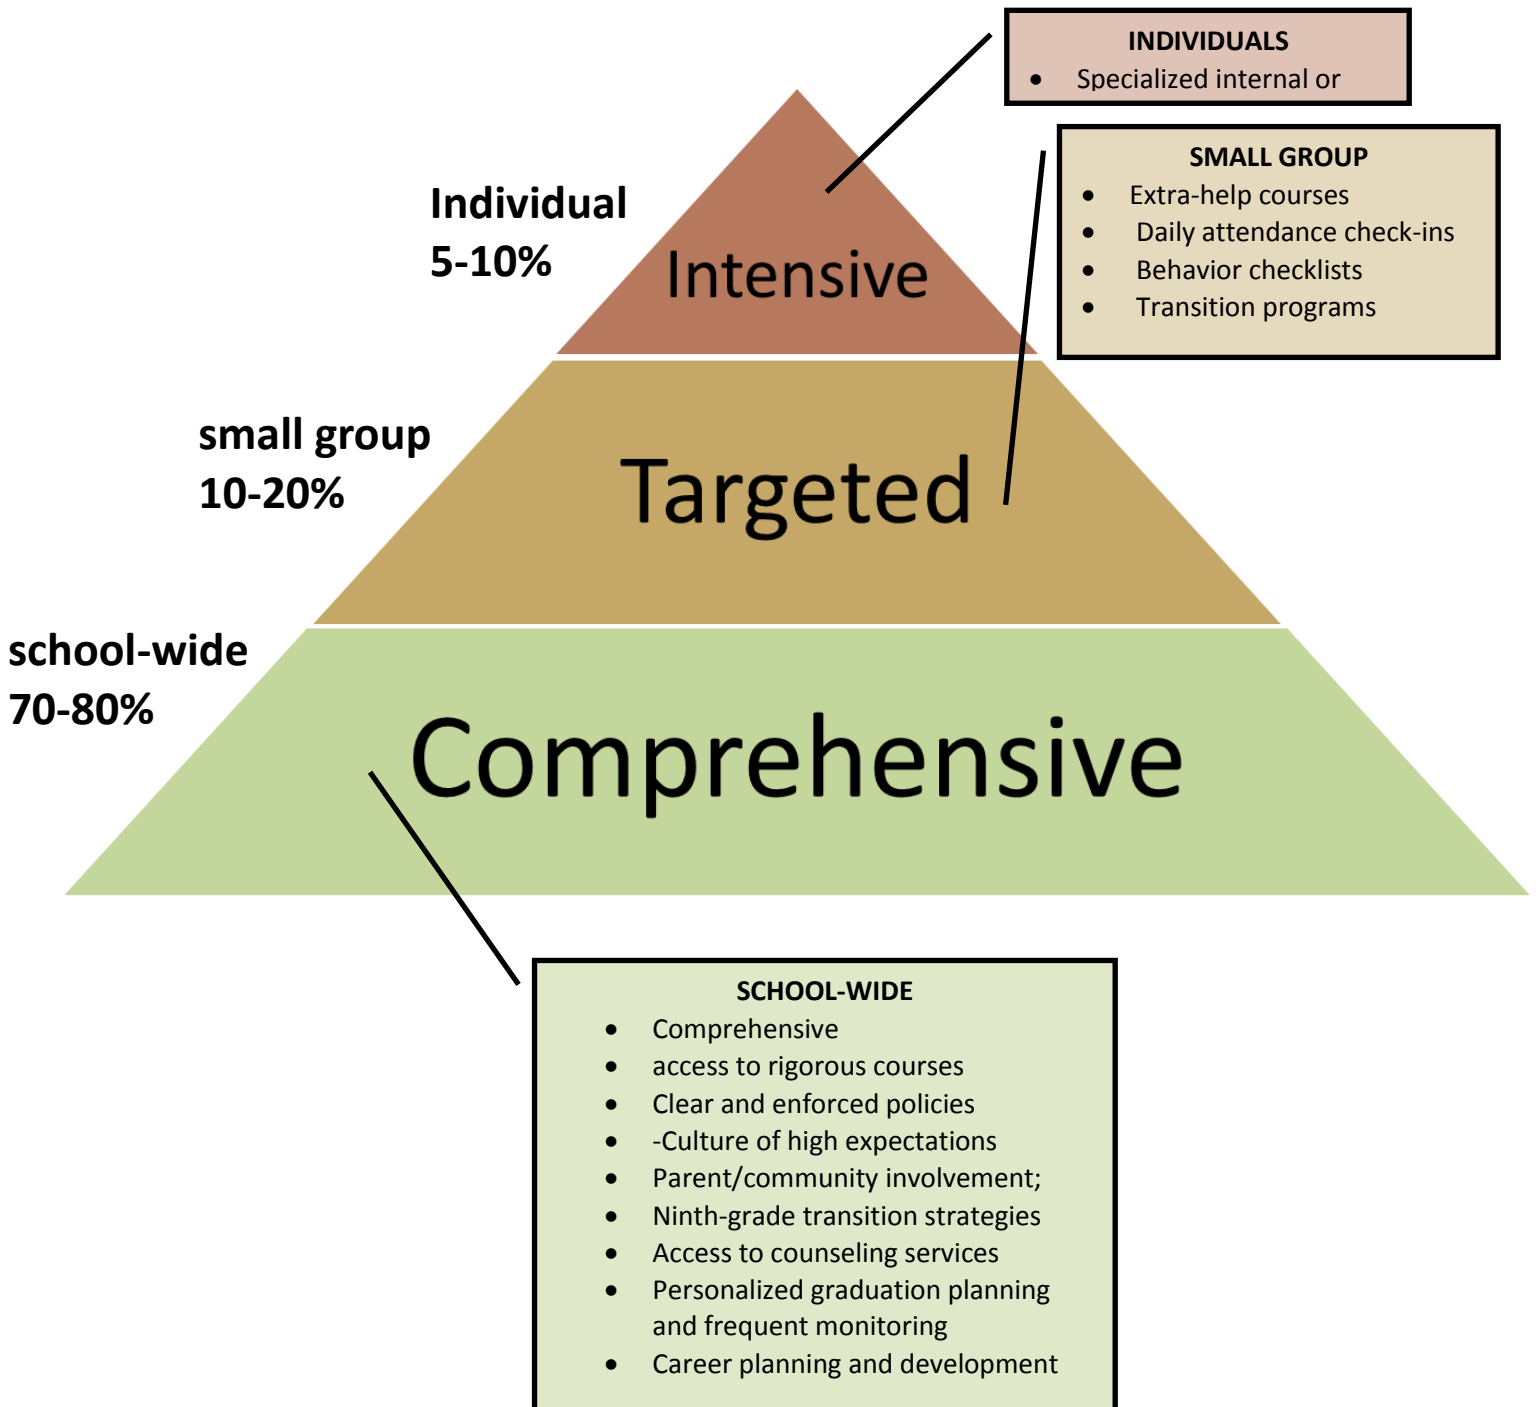 INDIVIDUALS
• Specialized internal or
SMALL GROUP
• Extra-help courses
• Daily attendance check-ins
• Behavior checklists
• Transition programs
Individual
5-10%
Intensive
small group
10-20%
Targeted
school-wide
70-80%
Comprehensive
SCHOOL-WIDE
• Comprehensive
• access to rigorous courses
• Clear and enforced policies
• -Culture of high expectations
• Parent/community involvement;
• Ninth-grade transition strategies
• Access to counseling services
• Personalized graduation planning
and frequent monitoring
• Career planning and development